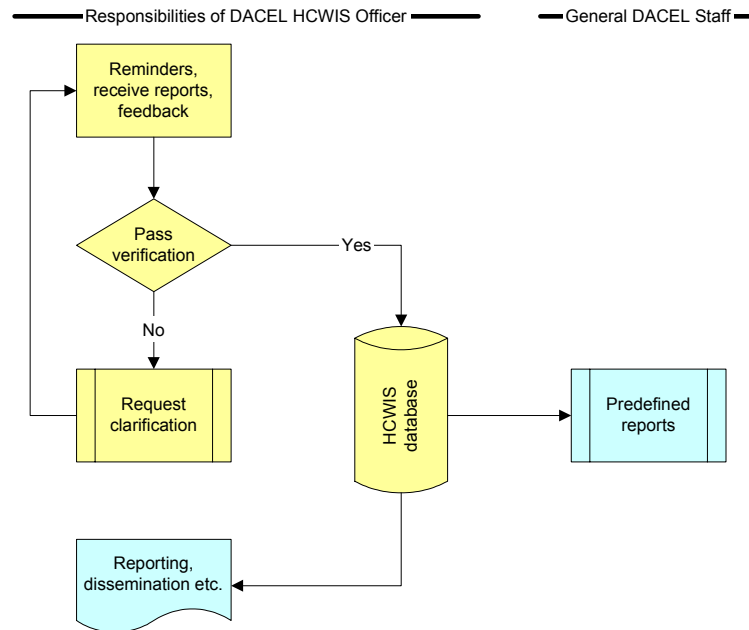 Responsibilities of DACEL HCWIS Officer
General DACEL Staff
Reminders,
receive reports,
feedback
Pass
verification
Yes
No
Request
clarification
HCWIS
database
Predefined
reports
Reporting,
dissemination etc.